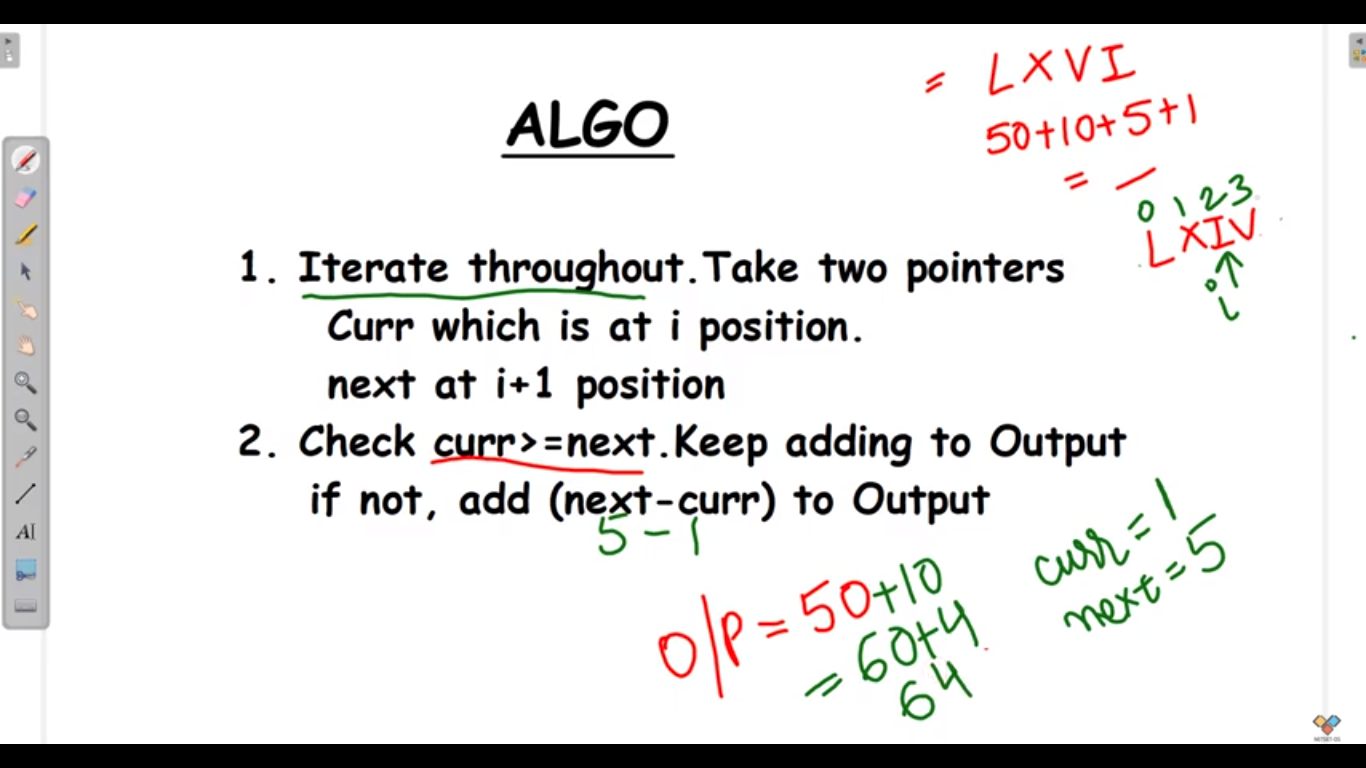 = LXVI
50+10+5+1
= _
ALGO
0 1 2 3
LXIV
i
1. Iterate throughout.Take two pointers
Curr which is at i position.
next at i+1 position
2. Check curr>=next.Keep adding to Output
if not, add (next-curr) to Output
5 - 1
curr = 1
next = 5
O/P = 50+10
= 60+4
64
AI